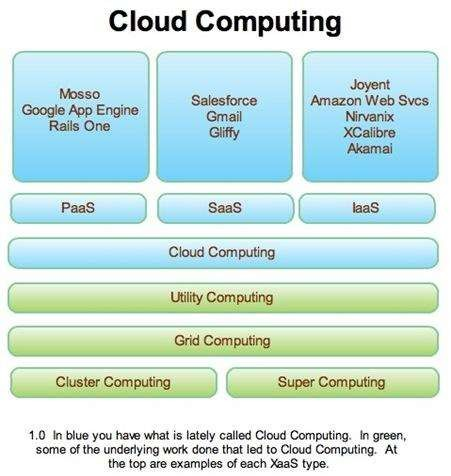 Cloud Computing
Mosso
Google App Engine
Rails One
Salesforce
Gmail
Gliffy
Joyent
Amazon Web Svcs
Nirvanix
XCalibre
Akamai
PaaS
SaaS
IaaS
Cloud Computing
Utility Computing
Grid Computing
Cluster Computing
Super Computing
1.0 In blue you have what is lately called Cloud Computing. In green,
some of the underlying work done that led to Cloud Computing. At
the top are examples of each XaaS type.